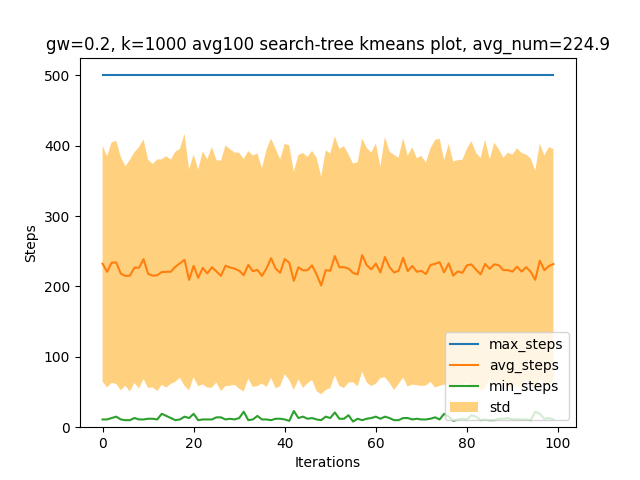 gw=0.2, k=1000 avg100 search-tree kmeans plot, avg_num=224.9
500
400
300
200
100
0
Steps
max_steps
avg_steps
min_steps
std
0 20 40 60 80 100
Iterations